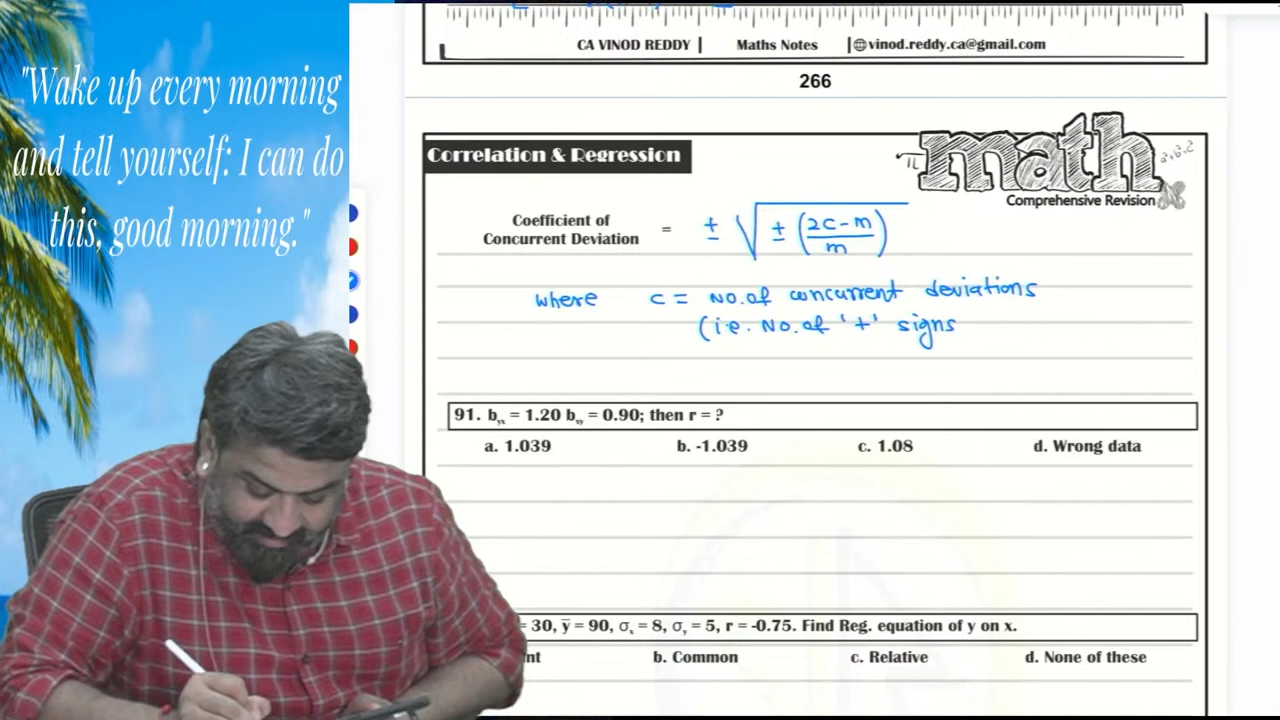 "Wake up every morning
and tell yourself: I can do
this, good morning."
CA VINOD REDDY | Maths Notes | vinod.reddy.ca@gmail.com
266
Correlation & Regression
π math a²+b²=c²
Comprehensive Revision
Coefficient of
Concurrent Deviation = ± √ ± (2c-m/m)
where c = No. of concurrent deviations
(i.e. No. of '+' signs
91. byx = 1.20 bxy = 0.90; then r = ?
a. 1.039 b. -1.039 c. 1.08 d. Wrong data
= 30, ȳ = 90, σx = 8, σy = 5, r = -0.75. Find Reg. equation of y on x.
b. Common c. Relative d. None of these